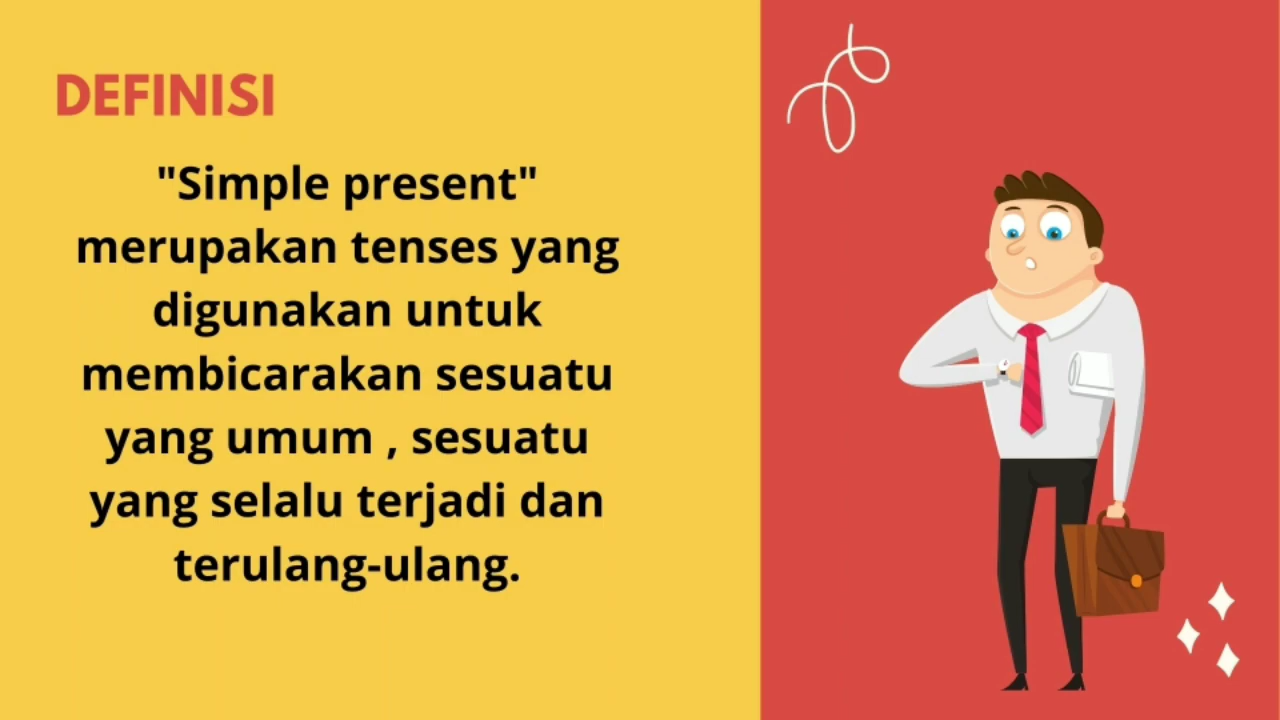 DEFINISI
"Simple present"
merupakan tenses yang
digunakan untuk
membicarakan sesuatu
yang umum , sesuatu
yang selalu terjadi dan
terulang-ulang.